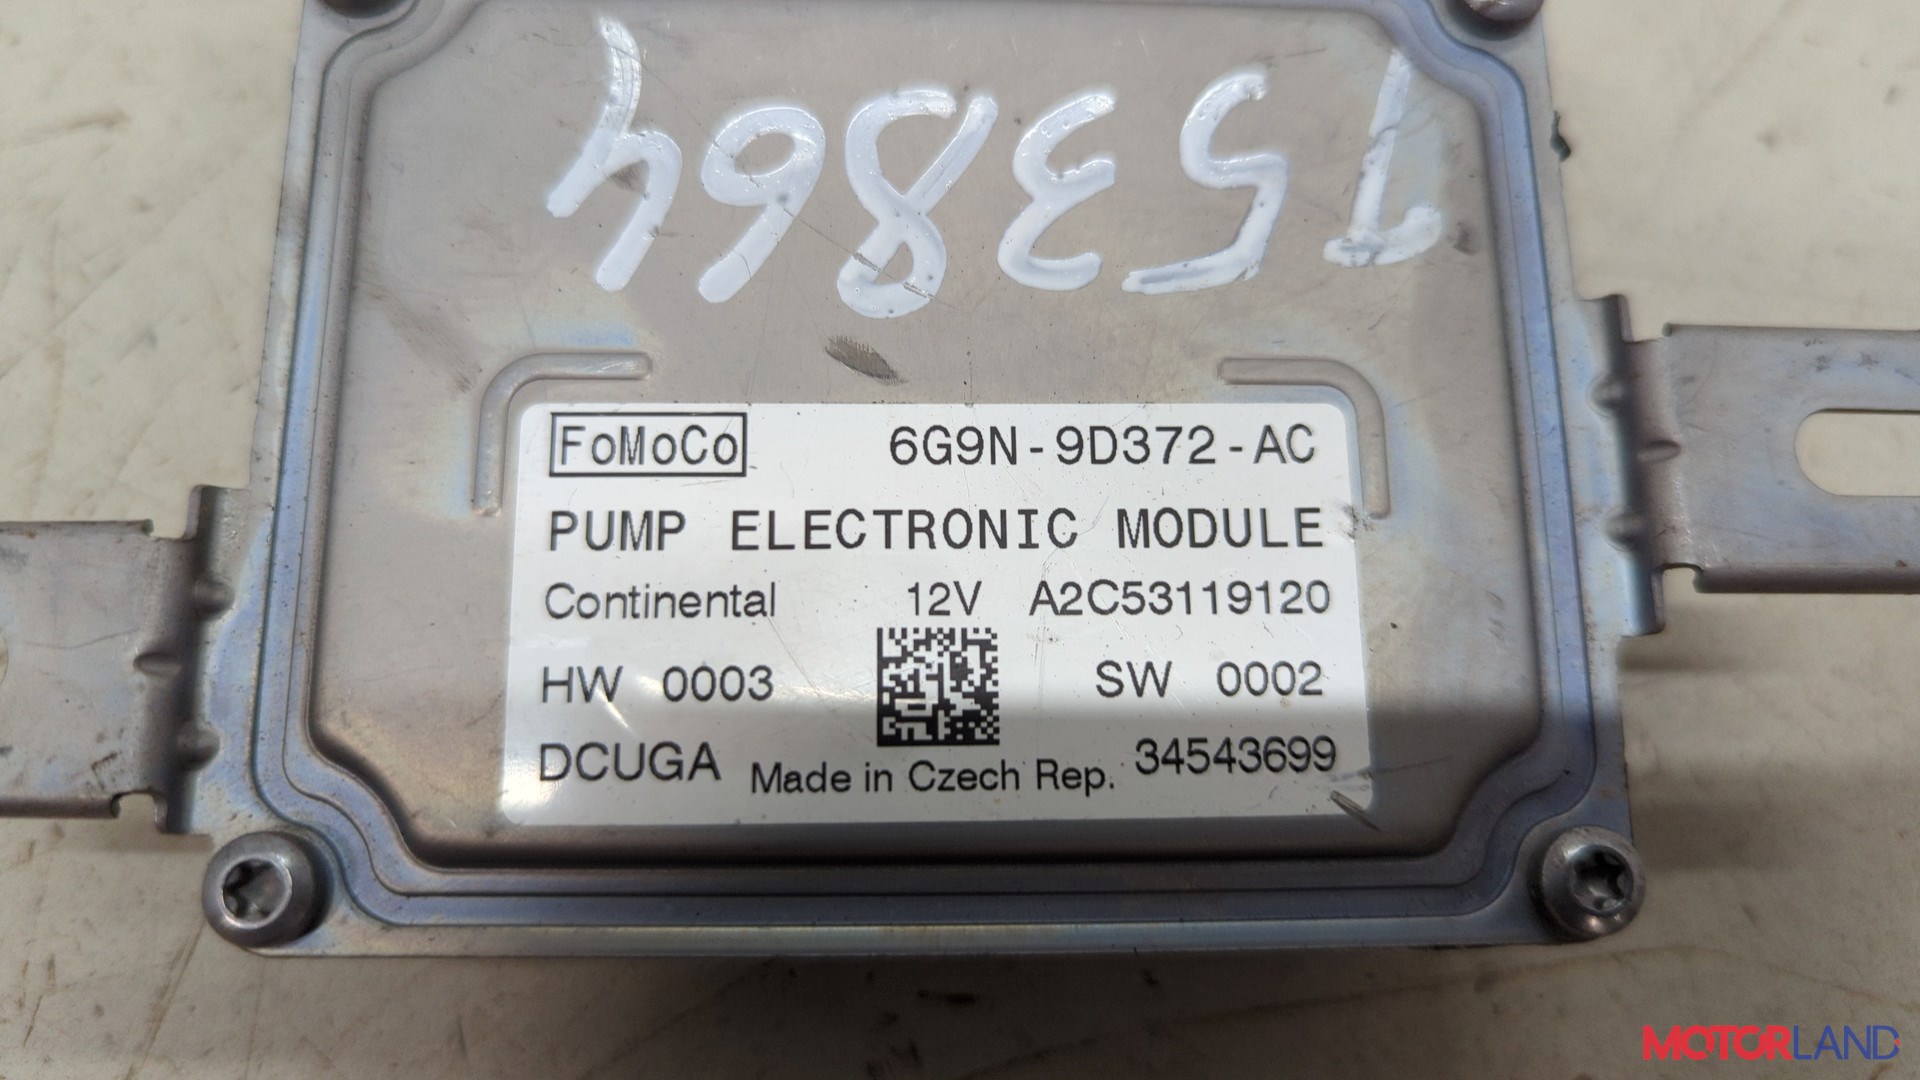 153864
FoMoCo 6G9N-9D372-AC
PUMP ELECTRONIC MODULE
Continental 12V A2C53119120
HW 0003 SW 0002
DCUGA Made in Czech Rep. 34543699
MOTORLAND